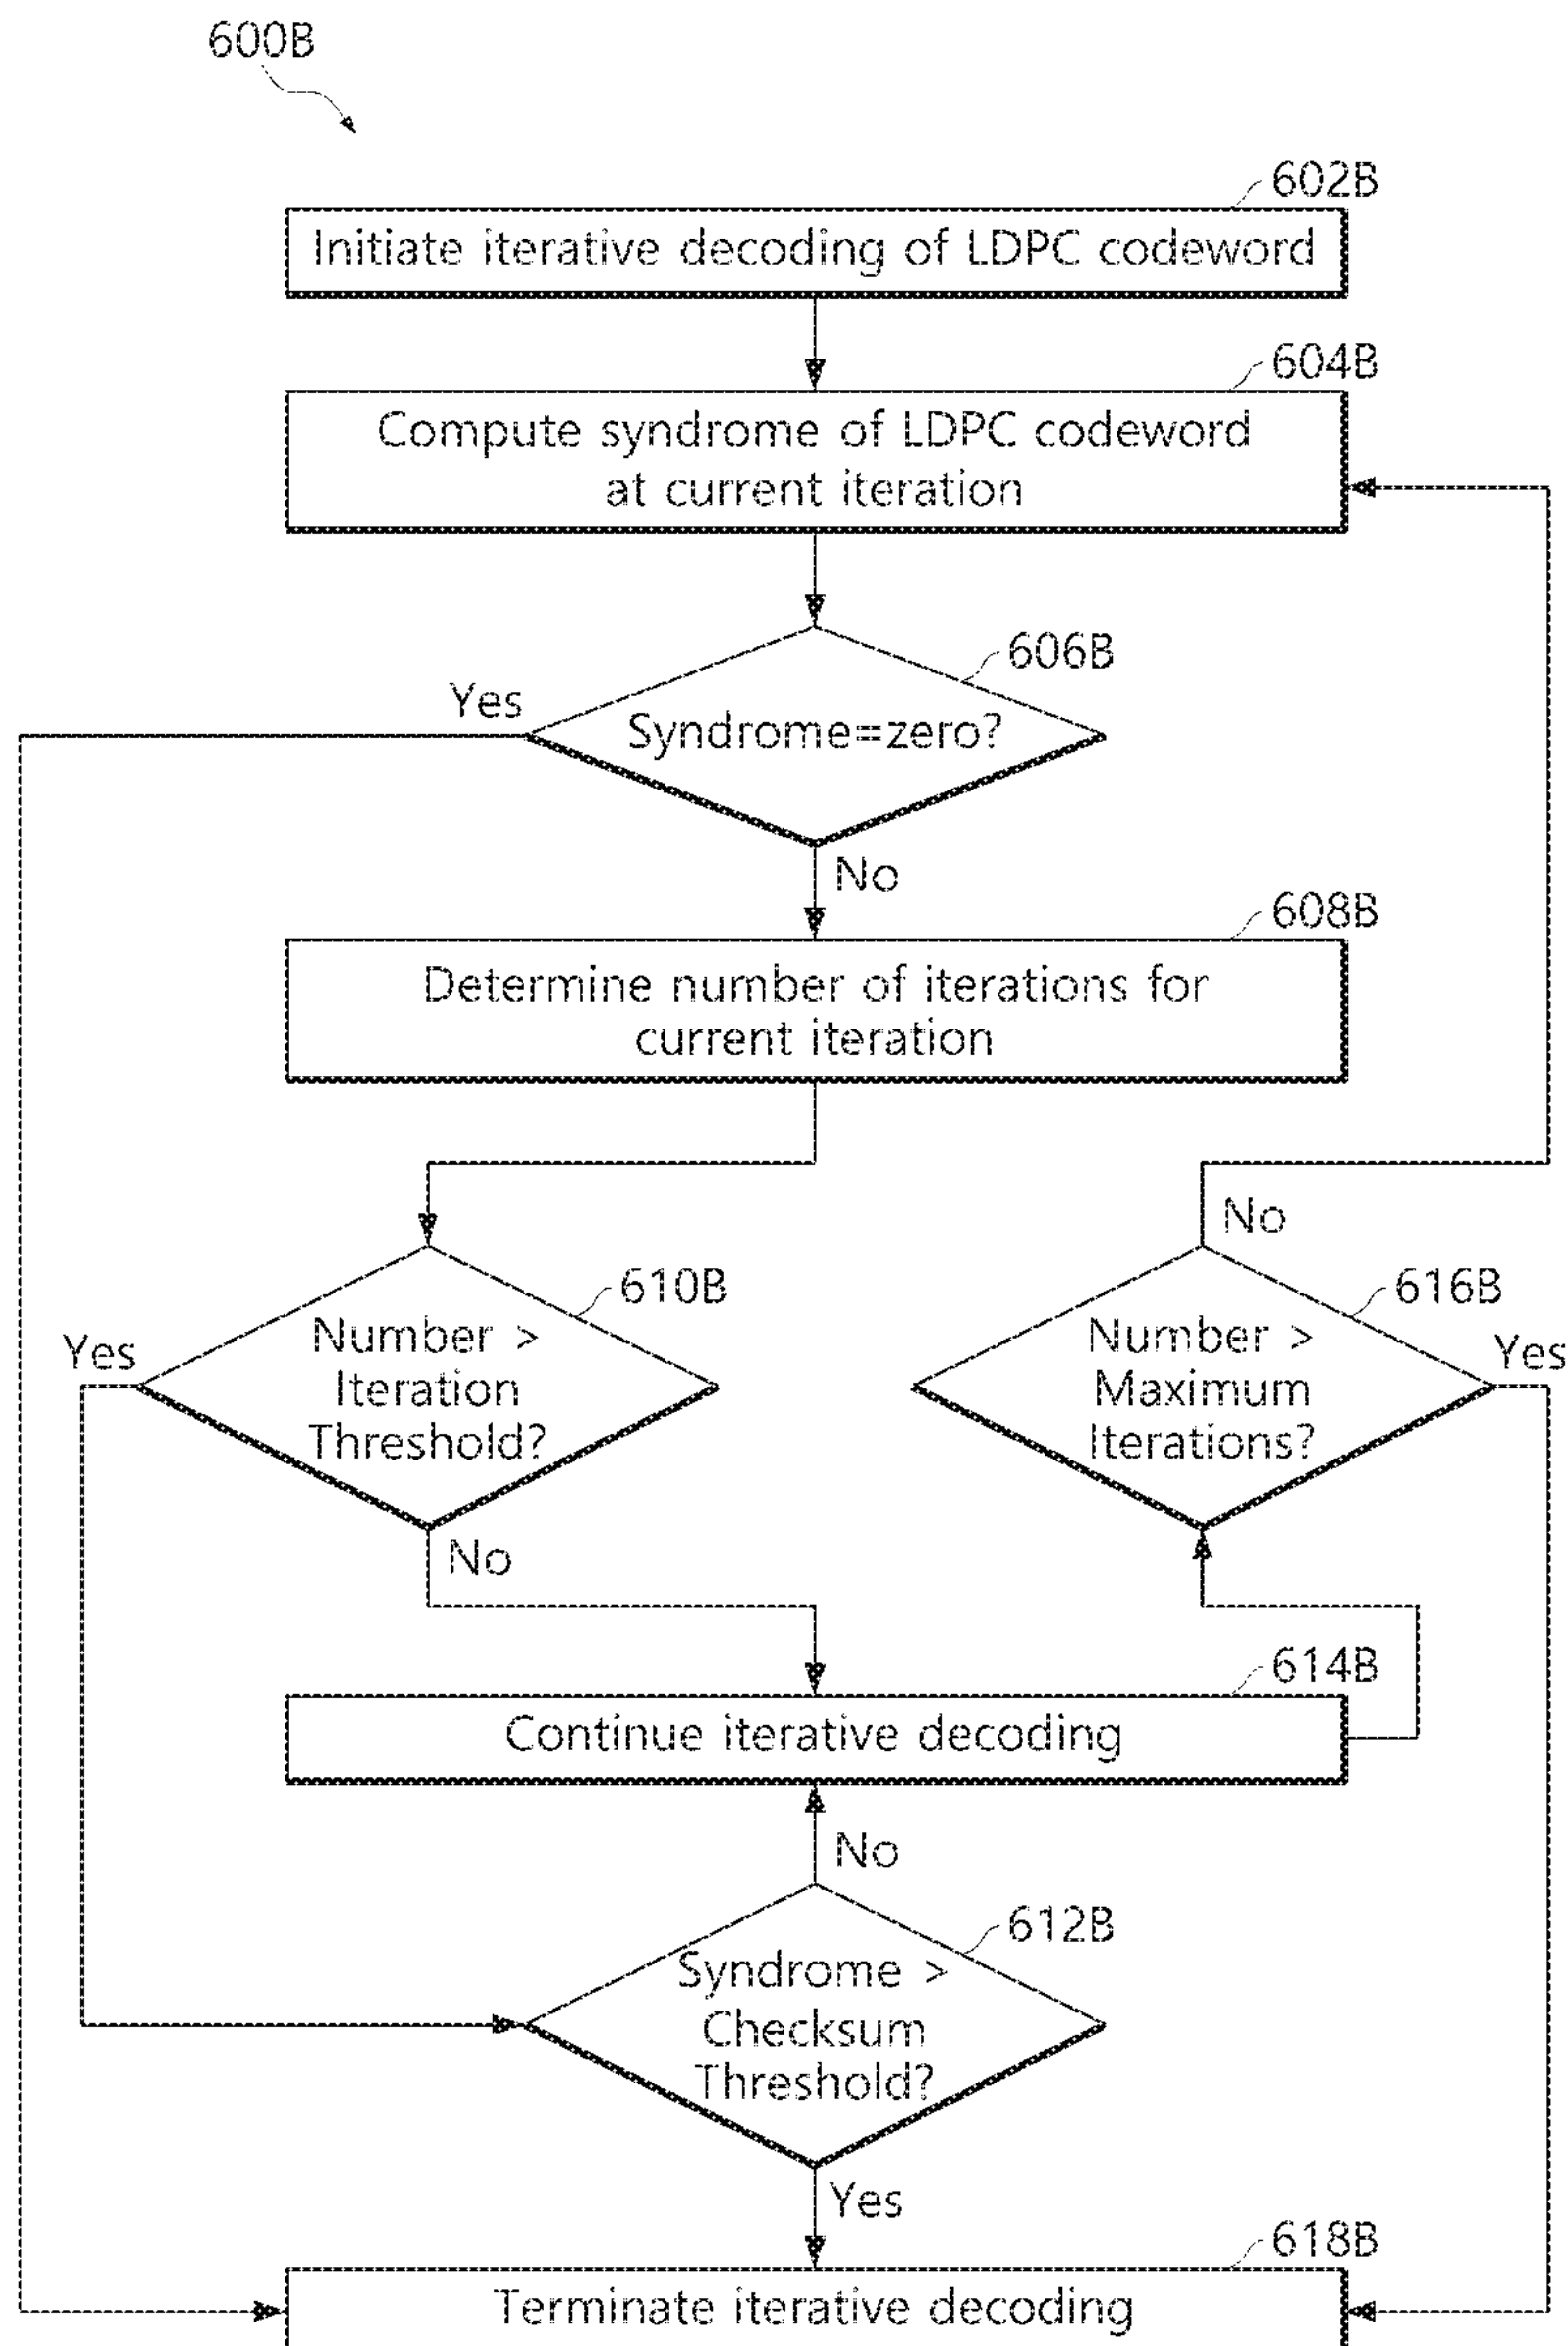 600B
602B
Initiate iterative decoding of LDPC codeword
604B
Compute syndrome of LDPC codeword
at current iteration
606B
Yes
Syndrome=zero?
No
608B
Determine number of iterations for
current iteration
No
610B
616B
Yes
Number >
Iteration
Threshold?
Number >
Maximum
Iterations?
Yes
No
614B
Continue iterative decoding
No
612B
Syndrome >
Checksum
Threshold?
Yes
618B
Terminate iterative decoding